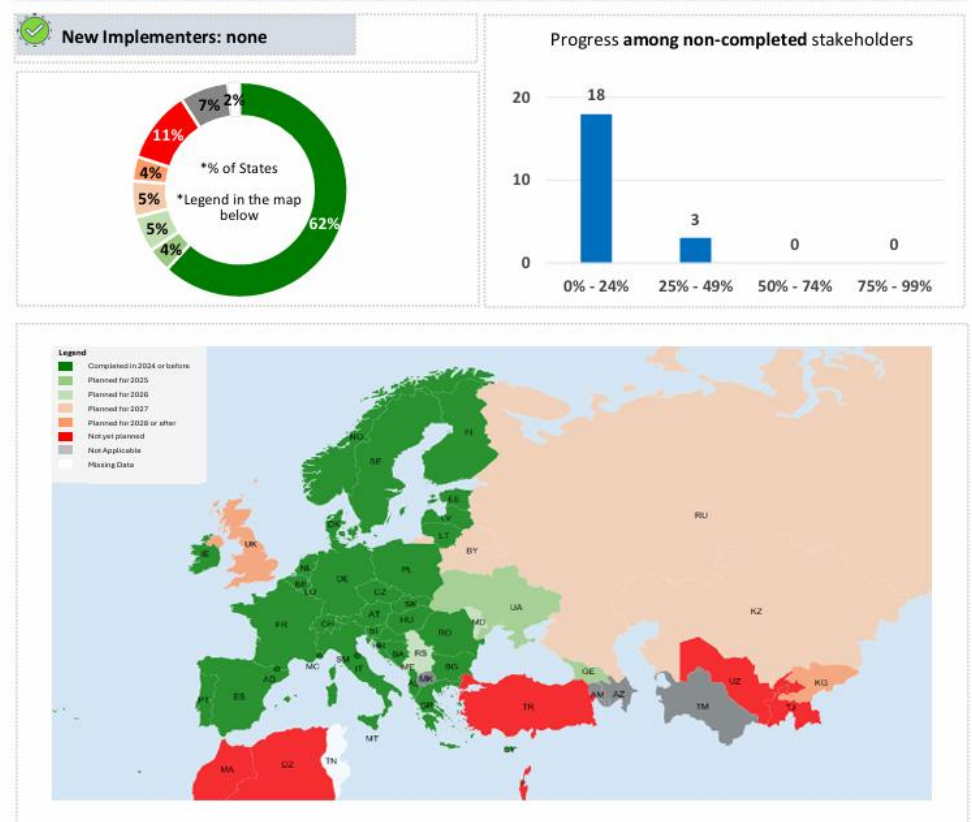 New Implementers: none
62%
4%
5%
5%
4%
11%
7%
2%
*% of States
*Legend in the map
below
Progress among non-completed stakeholders
20
10
0
18
3
0
0
0% - 24%
25% - 49%
50% - 74%
75% - 99%
Legend
Completed in 2024 or before
Planned for 2025
Planned for 2026
Planned for 2027
Planned for 2028 or after
Not yet planned
Not Applicable
Missing Data
NO
SE
FI
EE
LV
LT
DK
IE
UK
NL
BE
LU
DE
PL
BY
RU
CZ
SK
UA
KZ
FR
CH
AT
HU
MD
RO
SI
HR
BA
RS
ME
BG
MK
AL
GR
MC
SM
IT
AD
ES
PT
MT
CY
TR
GE
AM
AZ
TM
UZ
KG
TJ
MA
DZ
TN